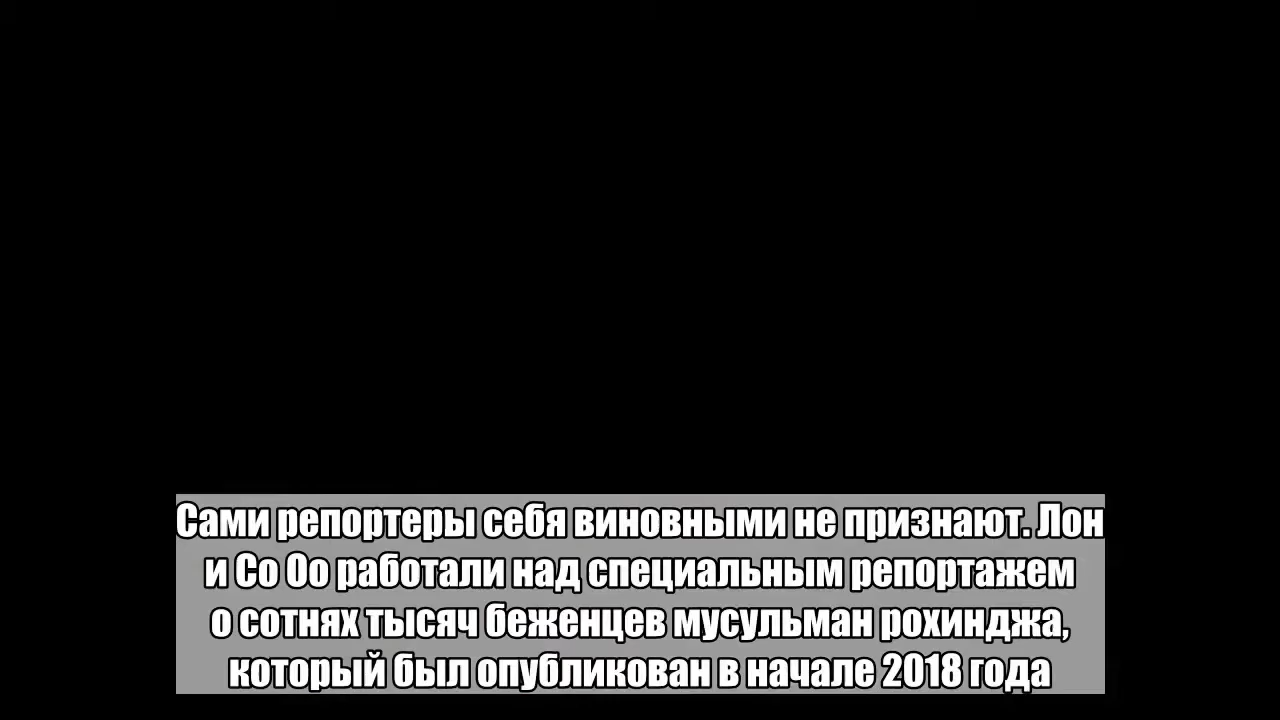 Сами репортеры себя виновными не признают. Лон
и Со Оо работали над специальным репортажем
о сотнях тысяч беженцев мусульман рохинджа,
который был опубликован в начале 2018 года